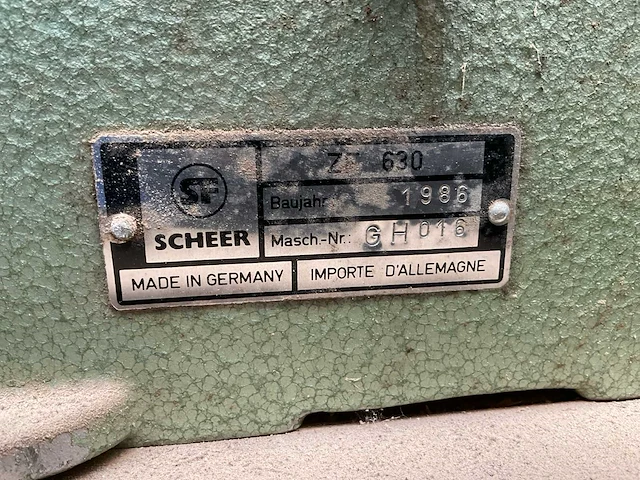 SF
SCHEER
630
Baujahr 1986
Masch.-Nr.: GH016
MADE IN GERMANY
IMPORTE D'ALLEMAGNE